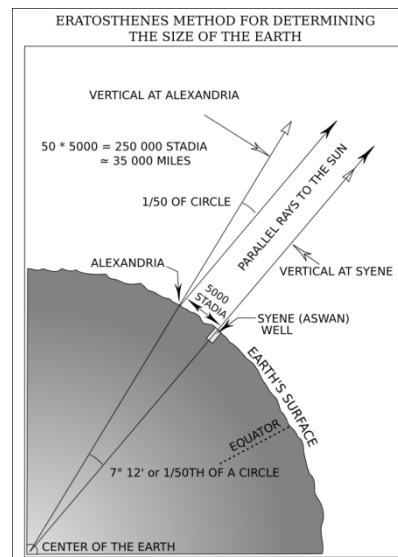 ERATOSTHENES METHOD FOR DETERMINING
THE SIZE OF THE EARTH
VERTICAL AT ALEXANDRIA
50 * 5000 = 250 000 STADIA
≃ 35 000 MILES
1/50 OF CIRCLE
PARALLEL RAYS TO THE SUN
ALEXANDRIA
VERTICAL AT SYENE
5000
STADIA
SYENE (ASWAN)
WELL
EARTH'S SURFACE
EQUATOR
7° 12' or 1/50TH OF A CIRCLE
CENTER OF THE EARTH